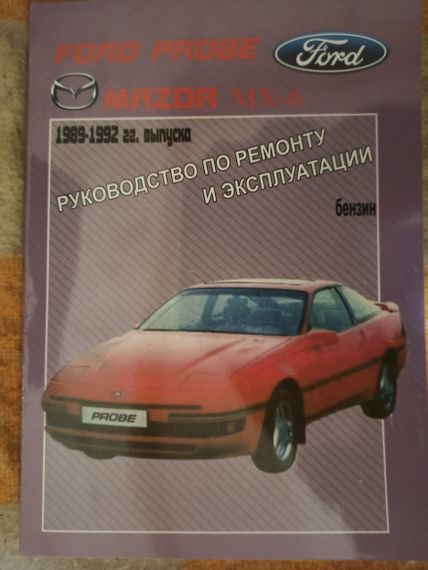 FORD PROBE
Ford
MAZDA MX-6
1989-1992 гг. выпуска
РУКОВОДСТВО ПО РЕМОНТУ
И ЭКСПЛУАТАЦИИ
бензин
PROBE